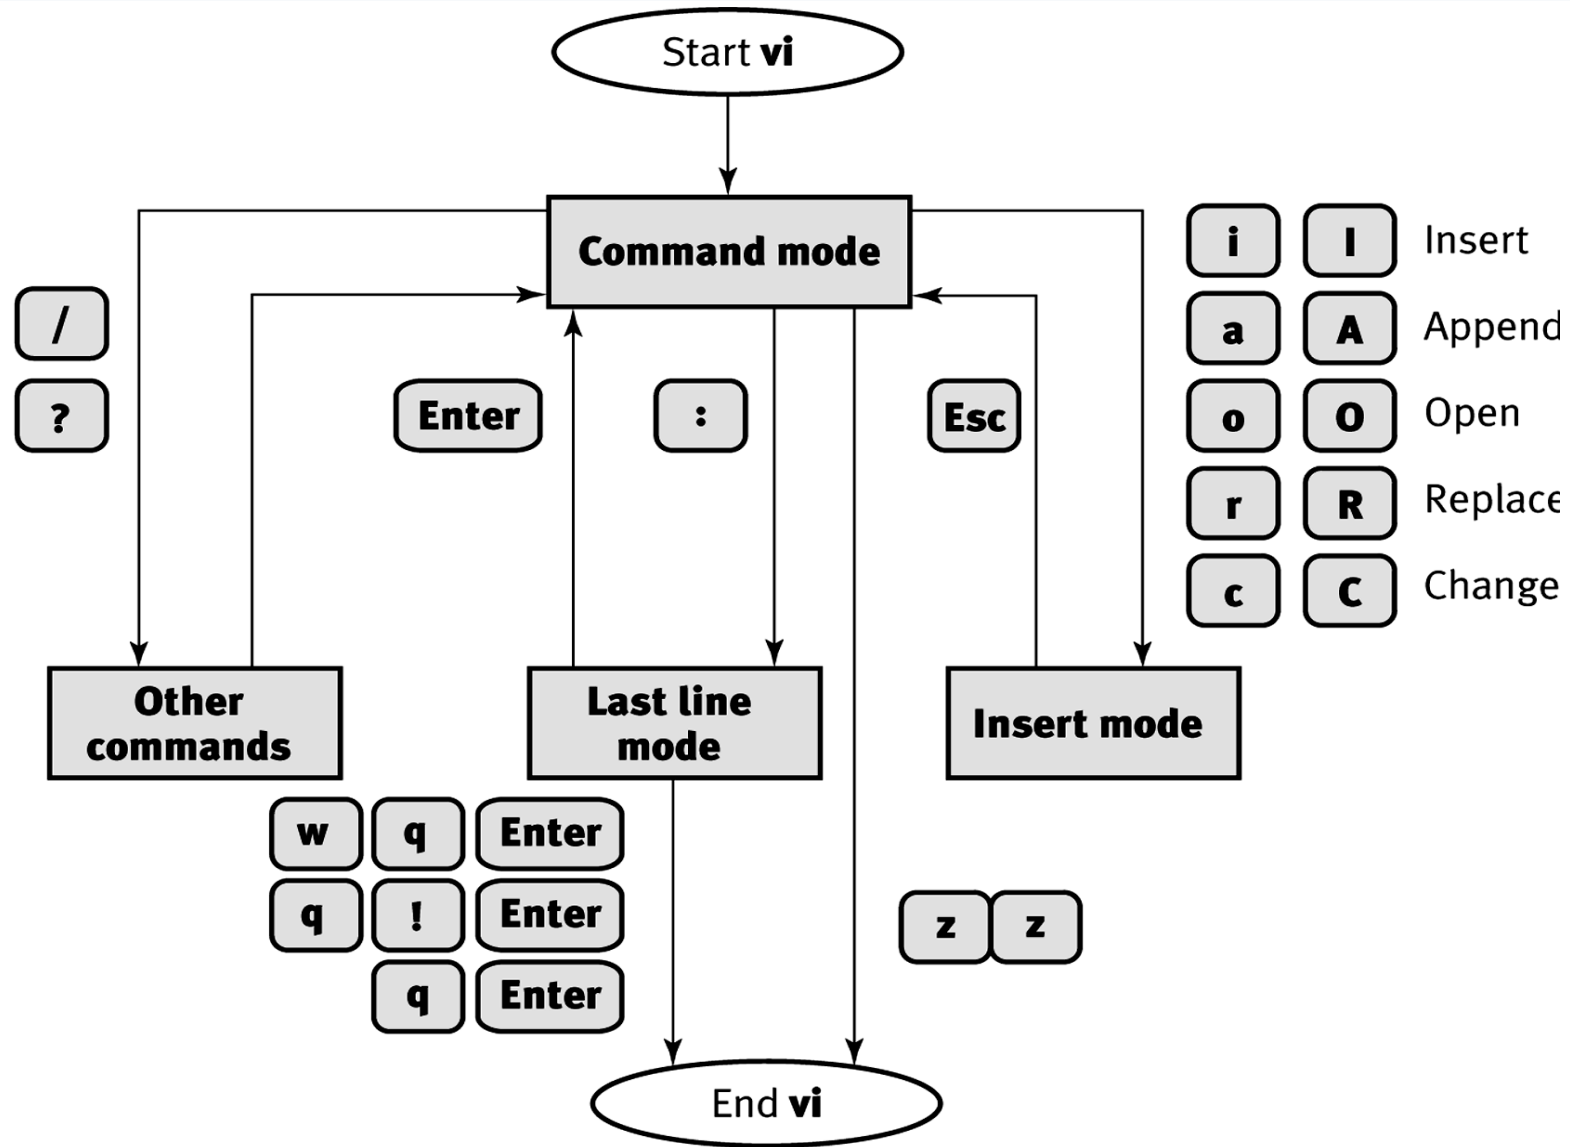 Start vi
Command mode
i I Insert
a A Append
o O Open
r R Replace
c C Change
/
?
Enter
:
Esc
Other
commands
Last line
mode
Insert mode
w q Enter
q ! Enter
q Enter
z z
End vi